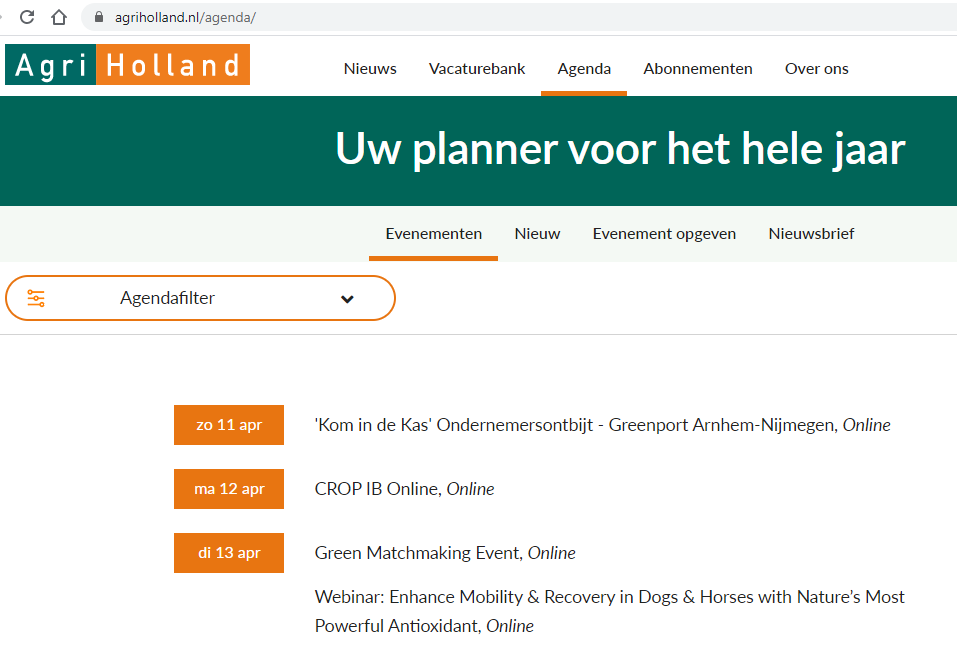 agriholland.nl/agenda/
Agri Holland
Nieuws Vacaturebank Agenda Abonnementen Over ons
Uw planner voor het hele jaar
Evenementen Nieuw Evenement opgeven Nieuwsbrief
Agendafilter
zo 11 apr 'Kom in de Kas' Ondernemersontbijt - Greenport Arnhem-Nijmegen, Online
ma 12 apr CROP IB Online, Online
di 13 apr Green Matchmaking Event, Online
Webinar: Enhance Mobility & Recovery in Dogs & Horses with Nature’s Most
Powerful Antioxidant, Online